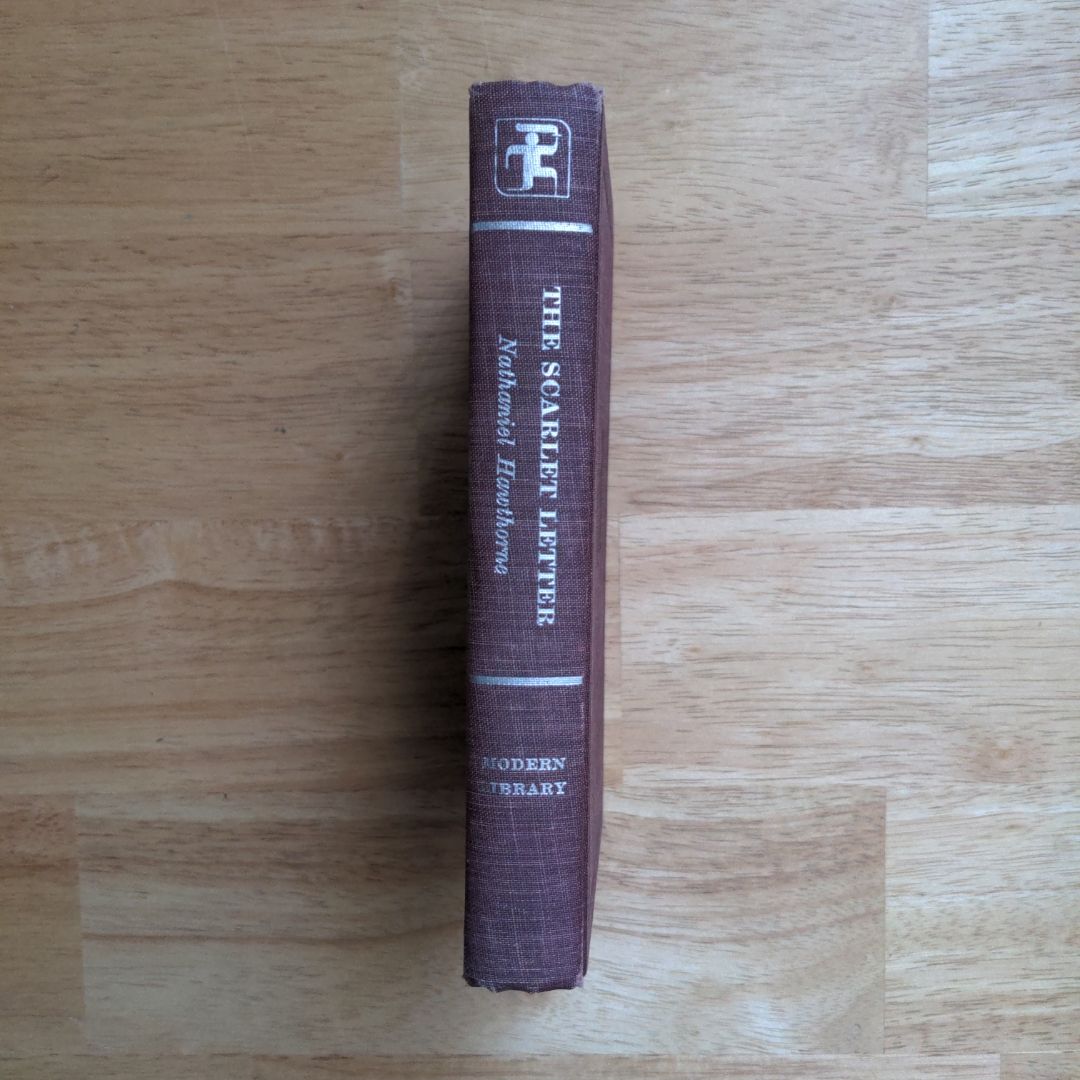 THE SCARLET LETTER
Nathaniel Hawthorne
MODERN
LIBRARY